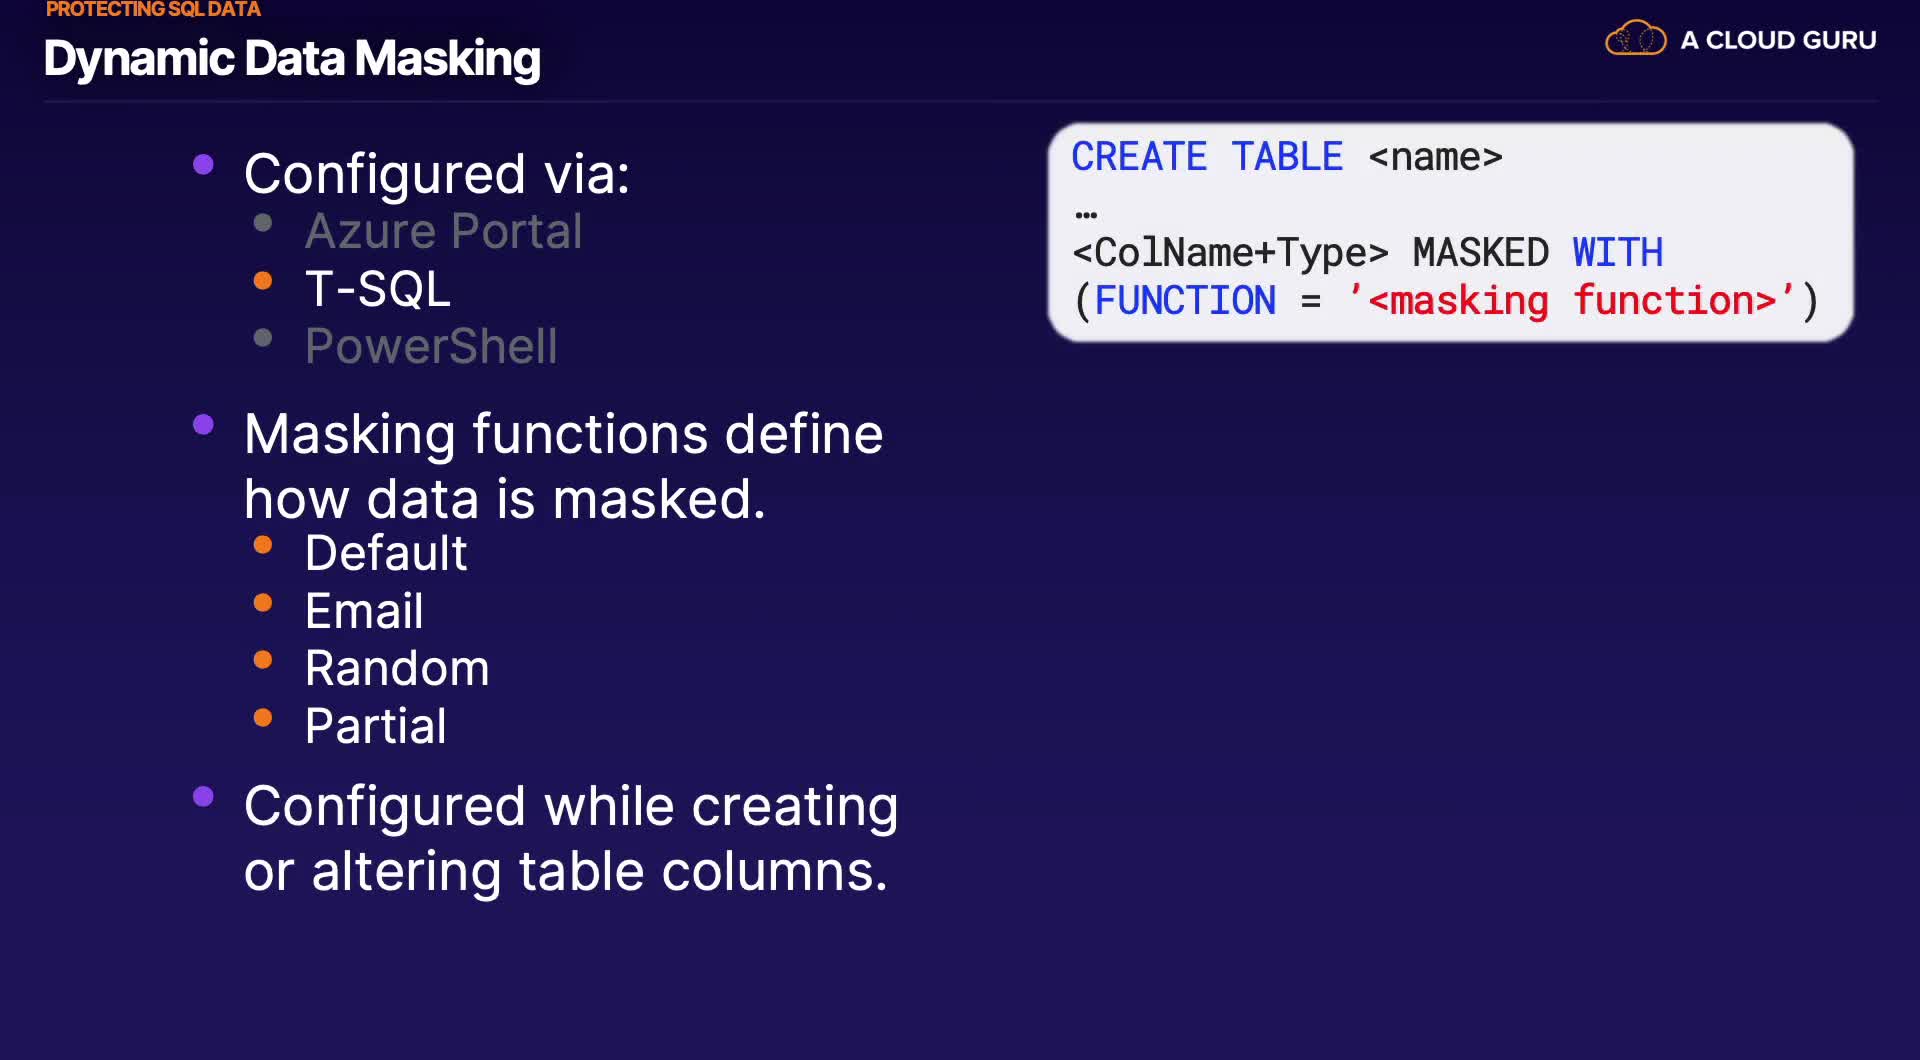 PROTECTING SQL DATA
Dynamic Data Masking
A CLOUD GURU
Configured via:
Azure Portal
T-SQL
PowerShell
Masking functions define
how data is masked.
Default
Email
Random
Partial
Configured while creating
or altering table columns.
CREATE TABLE <name>
…
<ColName+Type> MASKED WITH
(FUNCTION = ’<masking function>’)